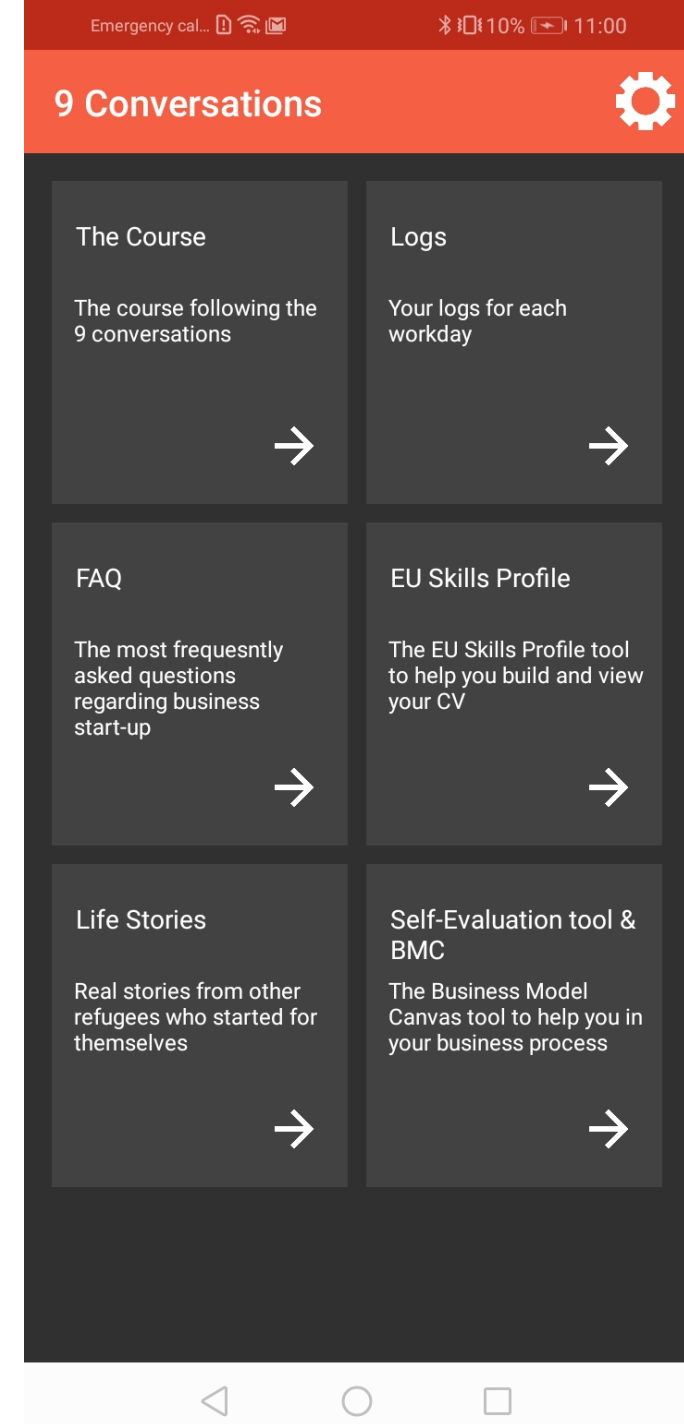 Emergency cal... 10% 11:00
9 Conversations
The Course
The course following the
9 conversations
Logs
Your logs for each
workday
FAQ
The most frequesntly
asked questions
regarding business
start-up
EU Skills Profile
The EU Skills Profile tool
to help you build and view
your CV
Life Stories
Real stories from other
refugees who started for
themselves
Self-Evaluation tool &
BMC
The Business Model
Canvas tool to help you in
your business process